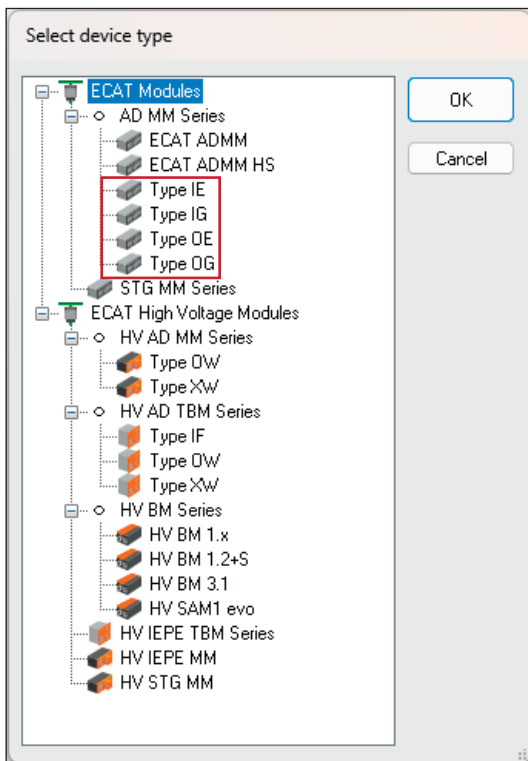 Select device type
ECAT Modules
AD MM Series
ECAT ADMM
ECAT ADMM HS
Type IE
Type IG
Type OE
Type OG
STG MM Series
ECAT High Voltage Modules
HV AD MM Series
Type OW
Type XW
HV AD TBM Series
Type IF
Type OW
Type XW
HV BM Series
HV BM 1.x
HV BM 1.2+S
HV BM 3.1
HV SAM1 evo
HV IEPE TBM Series
HV IEPE MM
HV STG MM
OK
Cancel